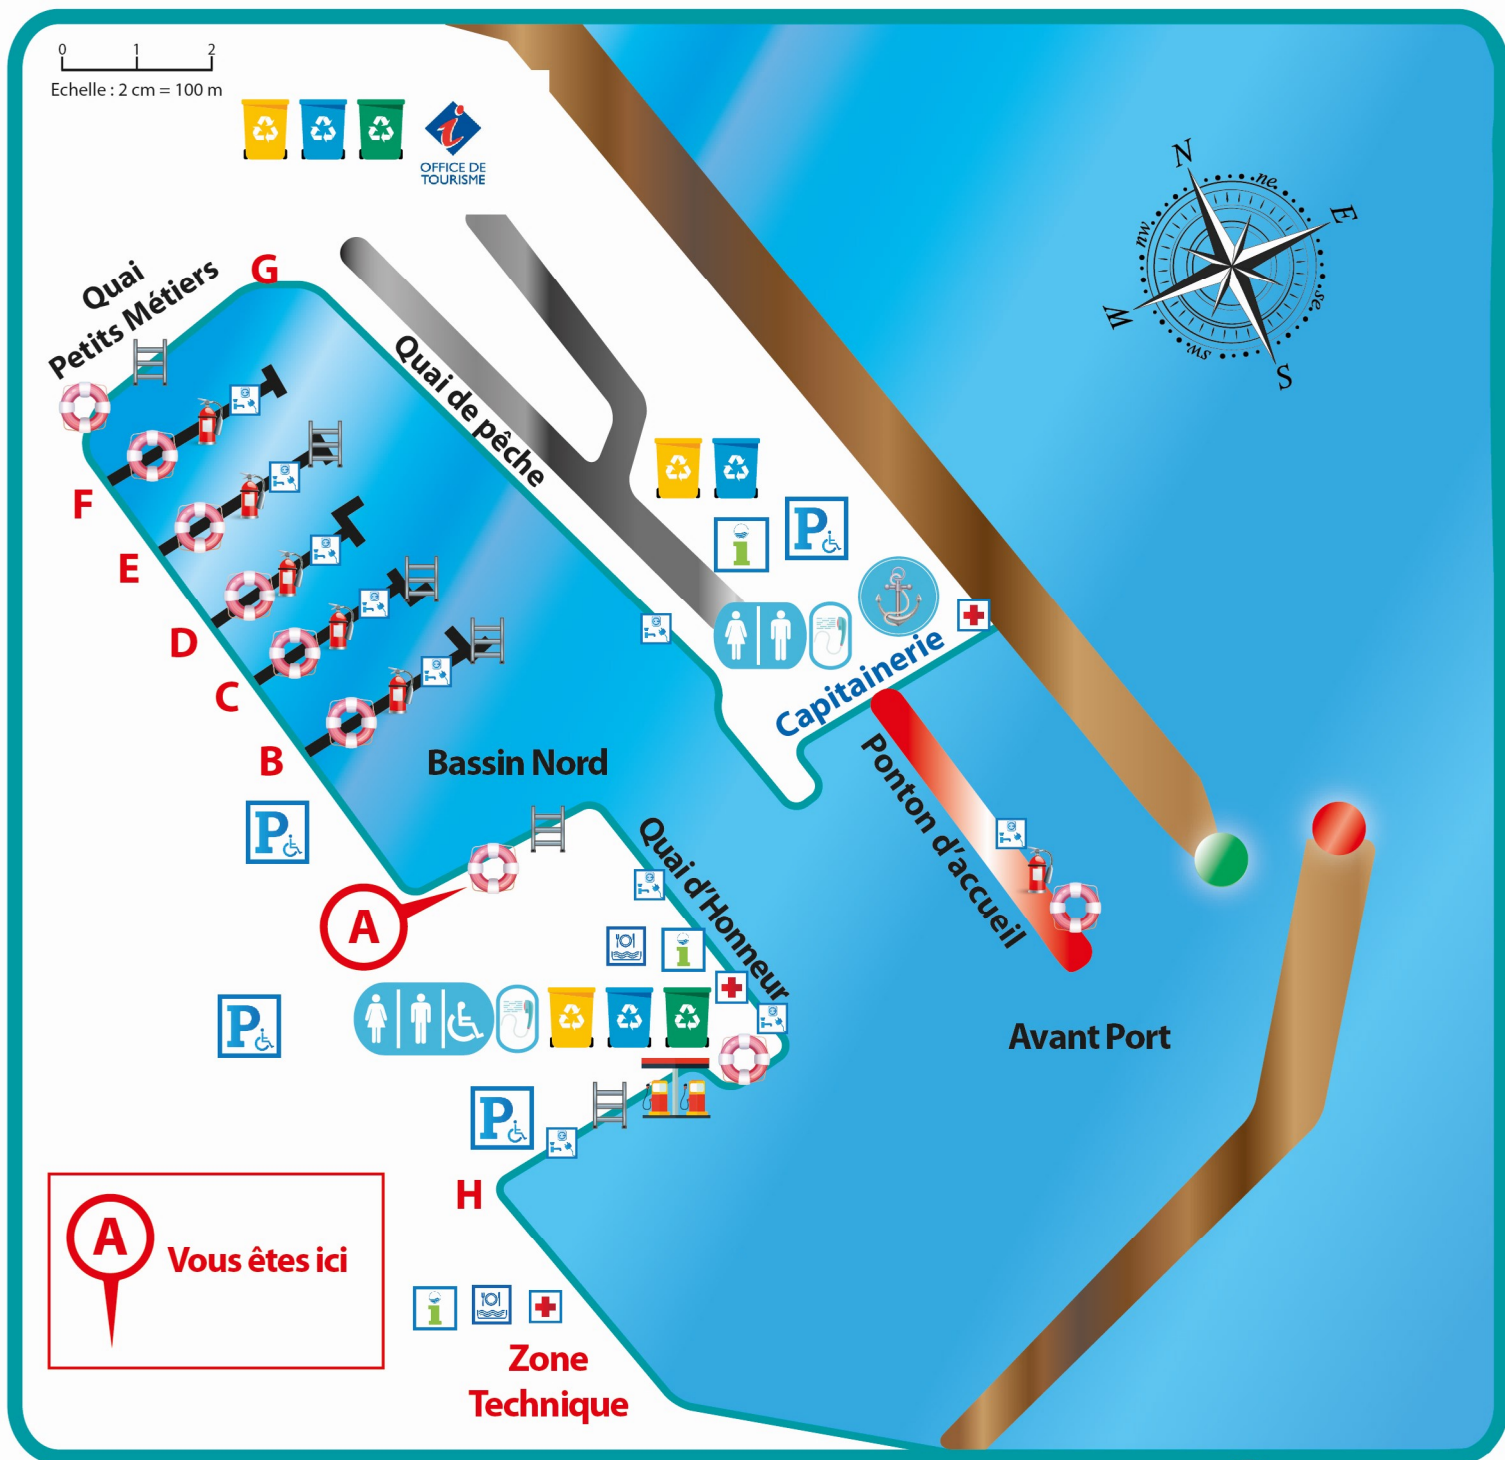 0 1 2
Echelle : 2 cm = 100 m
OFFICE DE
TOURISME
N
ne
E
se
S
sw
W
nw
G
Quai
Petits Métiers
Quai de pêche
F
E
D
C
B
P
Capitainerie
Bassin Nord
P
Ponton d'accueil
Quai d'Honneur
A
P
Avant Port
P
H
A
Vous êtes ici
Zone
Technique